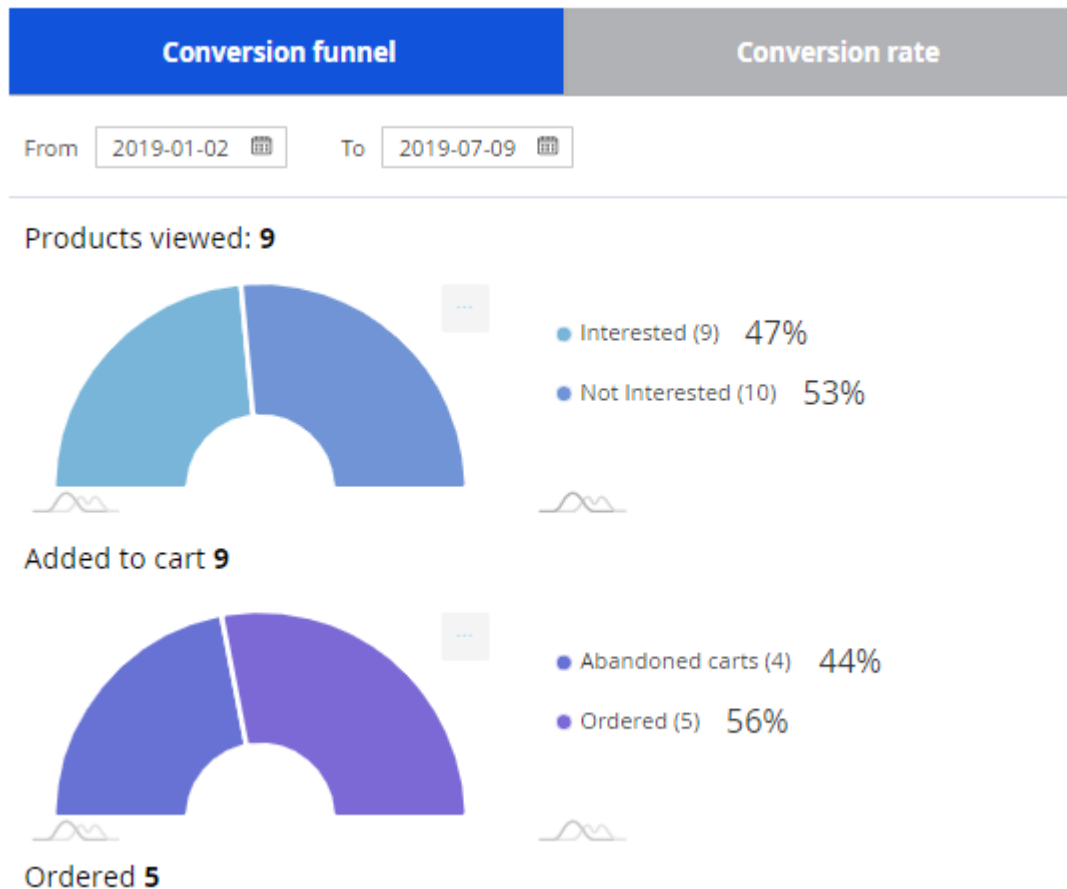 Conversion funnel Conversion rate
From 2019-01-02 To 2019-07-09
Products viewed: 9
...
Interested (9) 47%
Not Interested (10) 53%
Added to cart 9
...
Abandoned carts (4) 44%
Ordered (5) 56%
Ordered 5